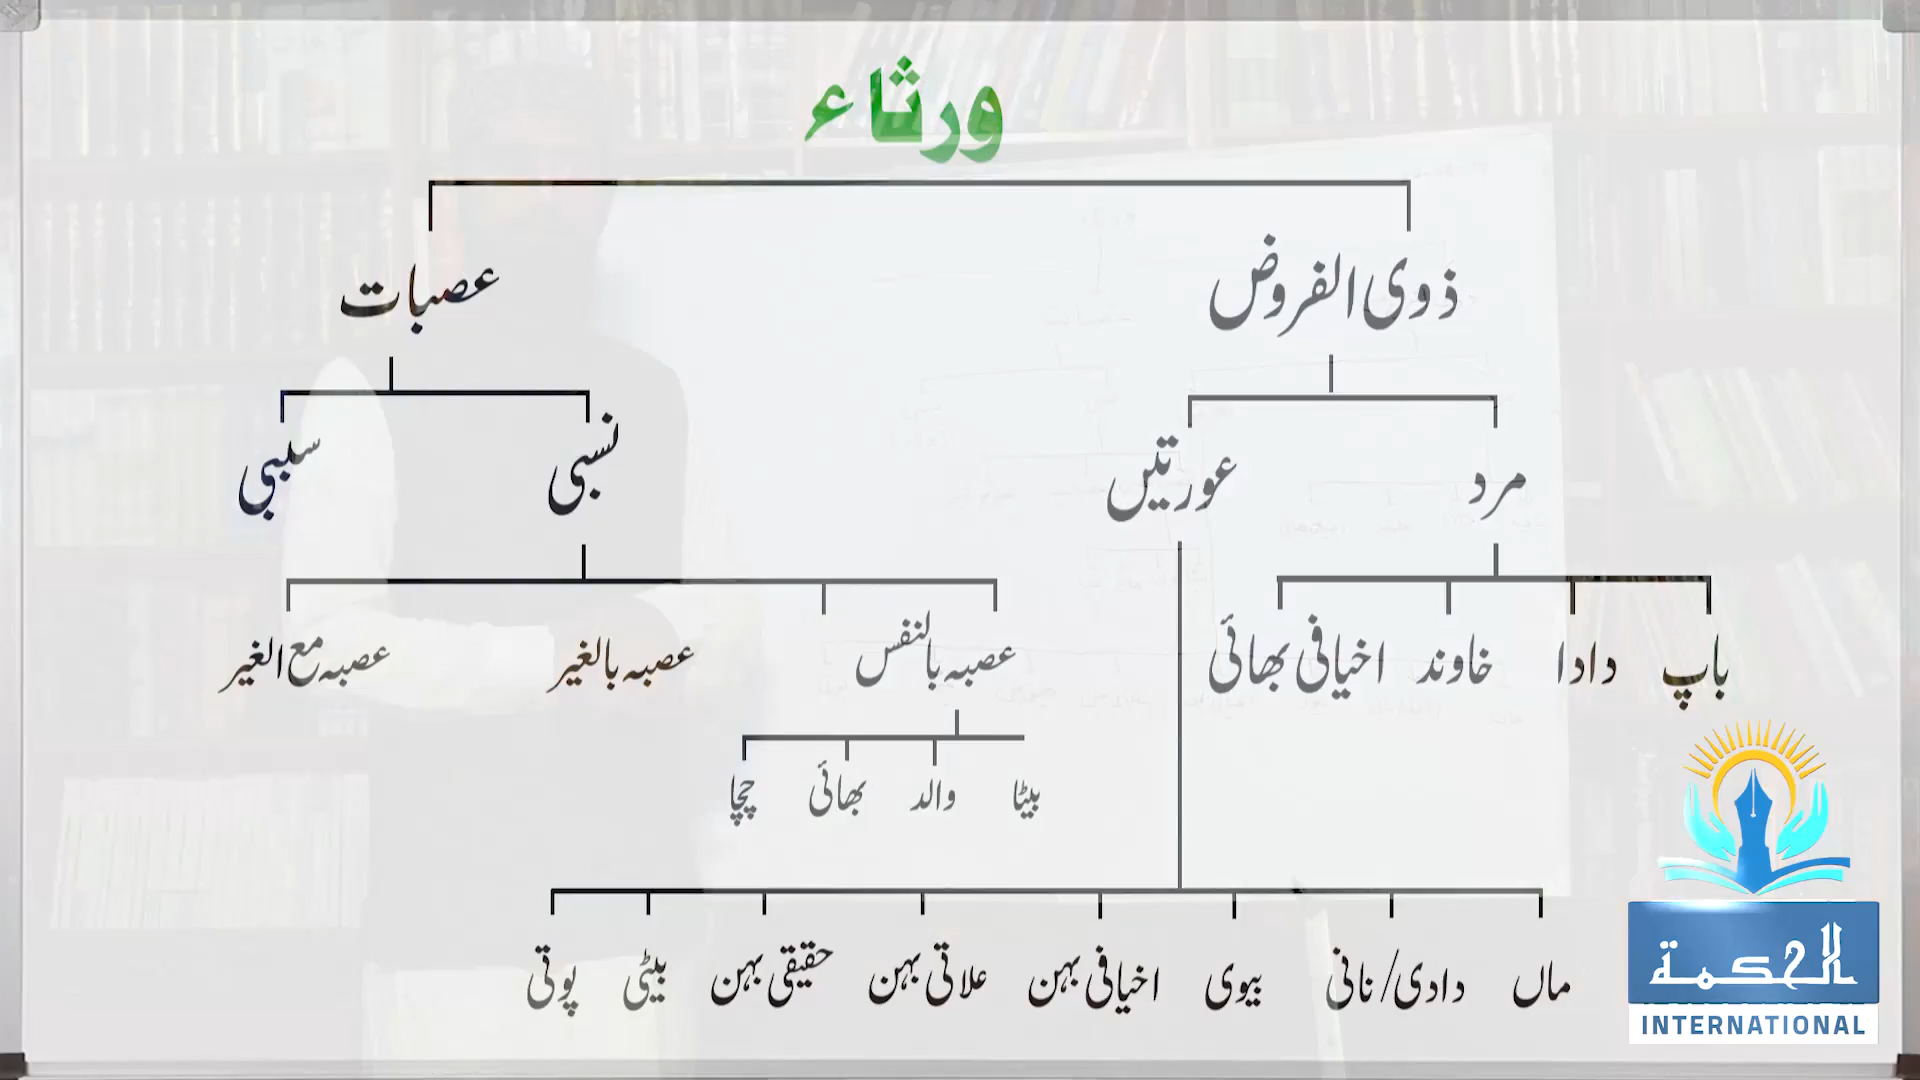 ورثاء
ذوی الفروض عصبات
مرد عورتیں نسبی سببی
باپ دادا خاوند اخیافی بھائی عصبہ بالنفس عصبہ بالغیر عصبہ مع الغیر
بیٹا والد بھائی چچا
ماں دادی/نانی بیوی اخیافی بہن علاتی بہن حقیقی بہن بیٹی پوتی
الحکمة
INTERNATIONAL